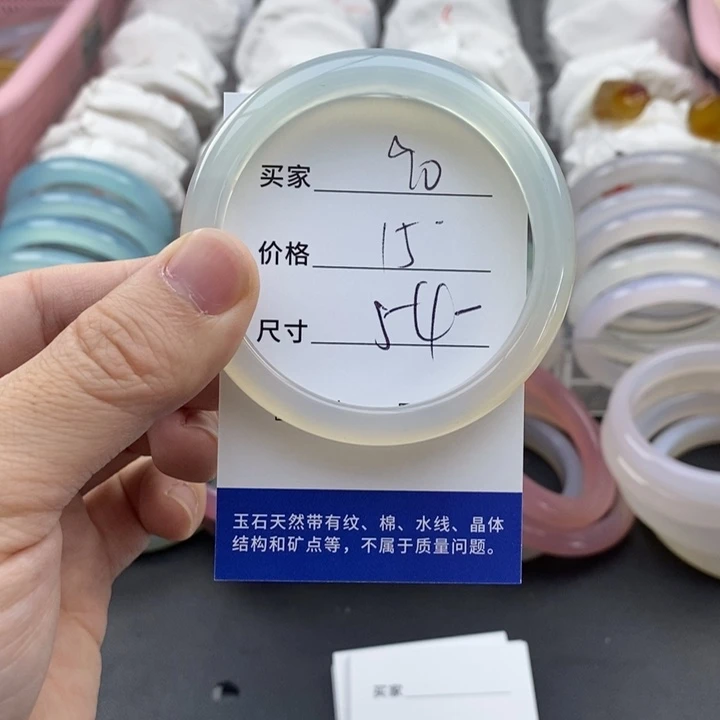 买家 90
价格 15
尺寸 54
玉石天然带有纹、棉、水线、晶体
结构和矿点等，不属于质量问题。
买家